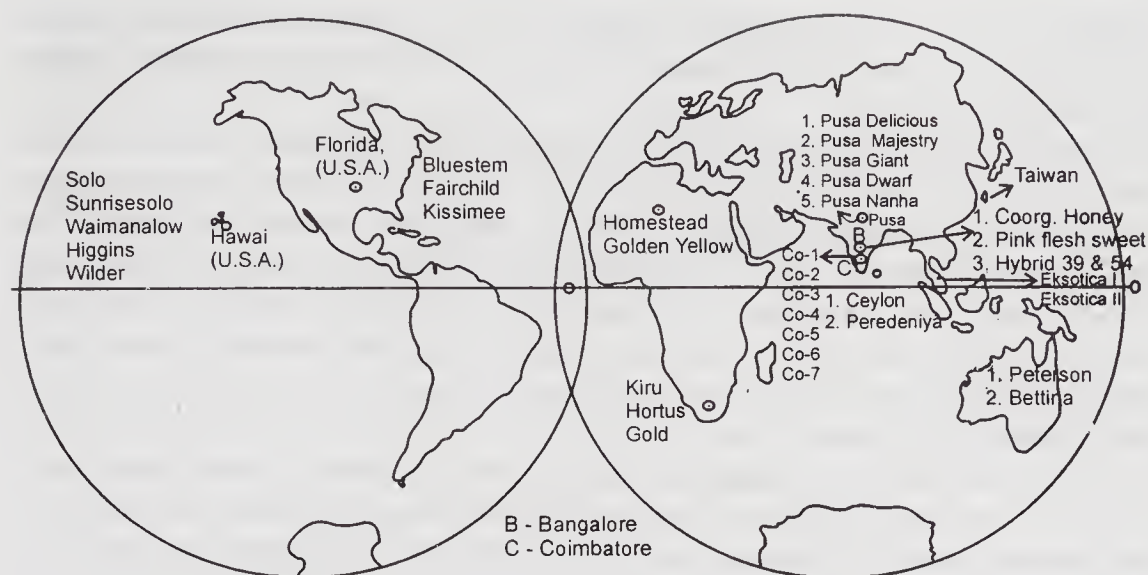 Solo
Sunrisesolo
Waimanalow
Higgins
Wilder
Hawai
(U.S.A.)
Florida,
(U.S.A.)
Bluestem
Fairchild
Kissimee
Homestead
Golden Yellow
Kiru
Hortus
Gold
1. Pusa Delicious
2. Pusa Majestry
3. Pusa Giant
4. Pusa Dwarf
5. Pusa Nanha
Pusa
B
C
Co-1
Co-2
Co-3
Co-4
Co-5
Co-6
Co-7
1. Ceylon
2. Peredeniya
Taiwan
1. Coorg. Honey
2. Pink flesh sweet
3. Hybrid 39 & 54
Eksotica I
Eksotica II
1. Peterson
2. Bettina
B - Bangalore
C - Coimbatore